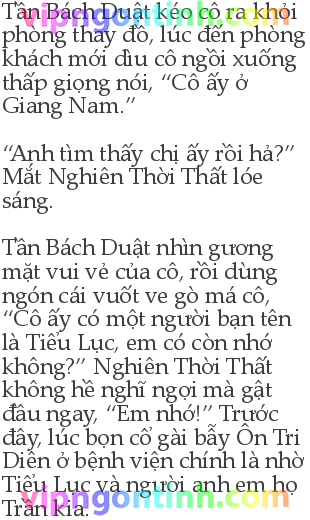 Tần Bách Duật kéo cô ra khỏi
phòng thay đồ, lúc đến phòng
khách mới dìu cô ngồi xuống
thấp giọng nói, “Cô ấy ở
Giang Nam.”
“Anh tìm thấy chị ấy rồi hả?”
Mắt Nghiên Thời Thất lóe
sáng.
Tần Bách Duật nhìn gương
mặt vui vẻ của cô, rồi dùng
ngón cái vuốt ve gò má cô,
“Cô ấy có một người bạn tên
là Tiểu Lục, em có còn nhớ
không?” Nghiên Thời Thất
không hề nghĩ ngợi mà gật
đầu ngay, “Em nhớ!” Trước
đây, lúc bọn cổ gài bẫy Ôn Tri
Diên ở bệnh viện chính là nhờ
Tiểu Lục và người anh em họ
Trần kia.
vipngontinh.com
vipngontinh.com